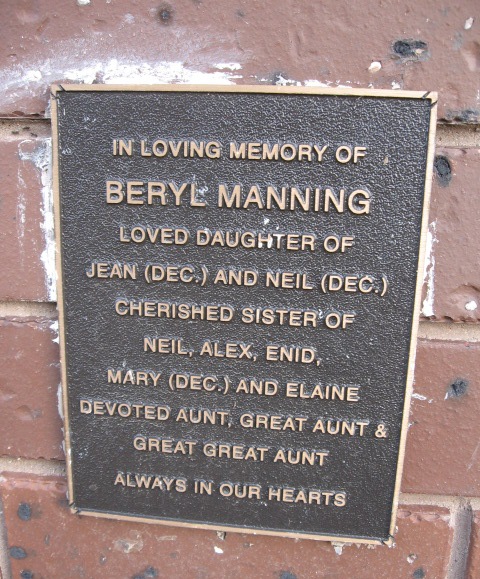 IN LOVING MEMORY OF
BERYL MANNING
LOVED DAUGHTER OF
JEAN (DEC.) AND NEIL (DEC.)
CHERISHED SISTER OF
NEIL, ALEX, ENID,
MARY (DEC.) AND ELAINE
DEVOTED AUNT, GREAT AUNT &
GREAT GREAT AUNT
ALWAYS IN OUR HEARTS